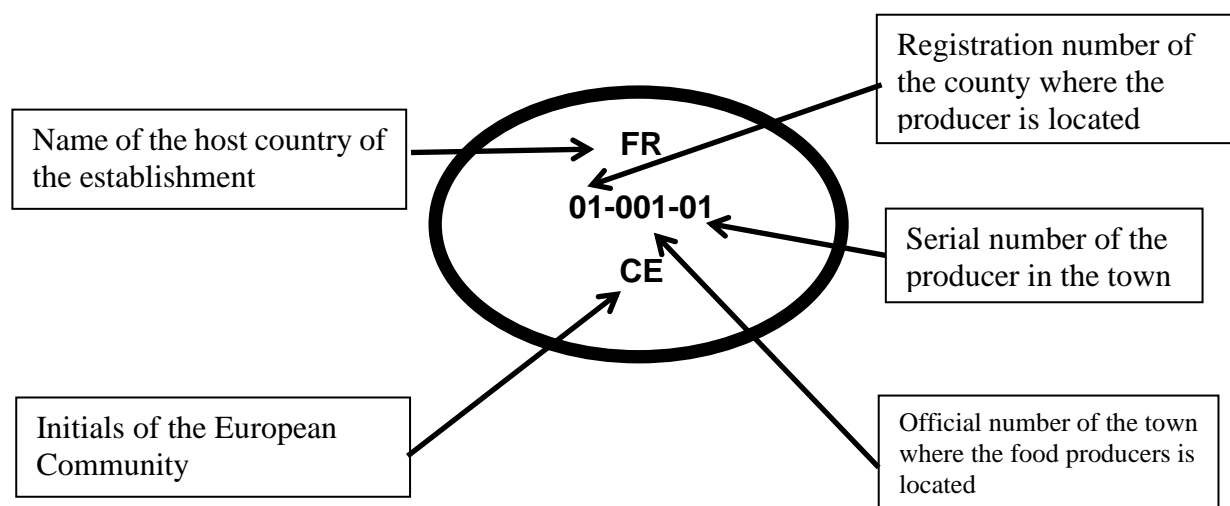 Registration number of
the county where the
producer is located
Name of the host country of
the establishment
FR
01-001-01
CE
Serial number of the
producer in the town
Initials of the European
Community
Official number of the town
where the food producers is
located